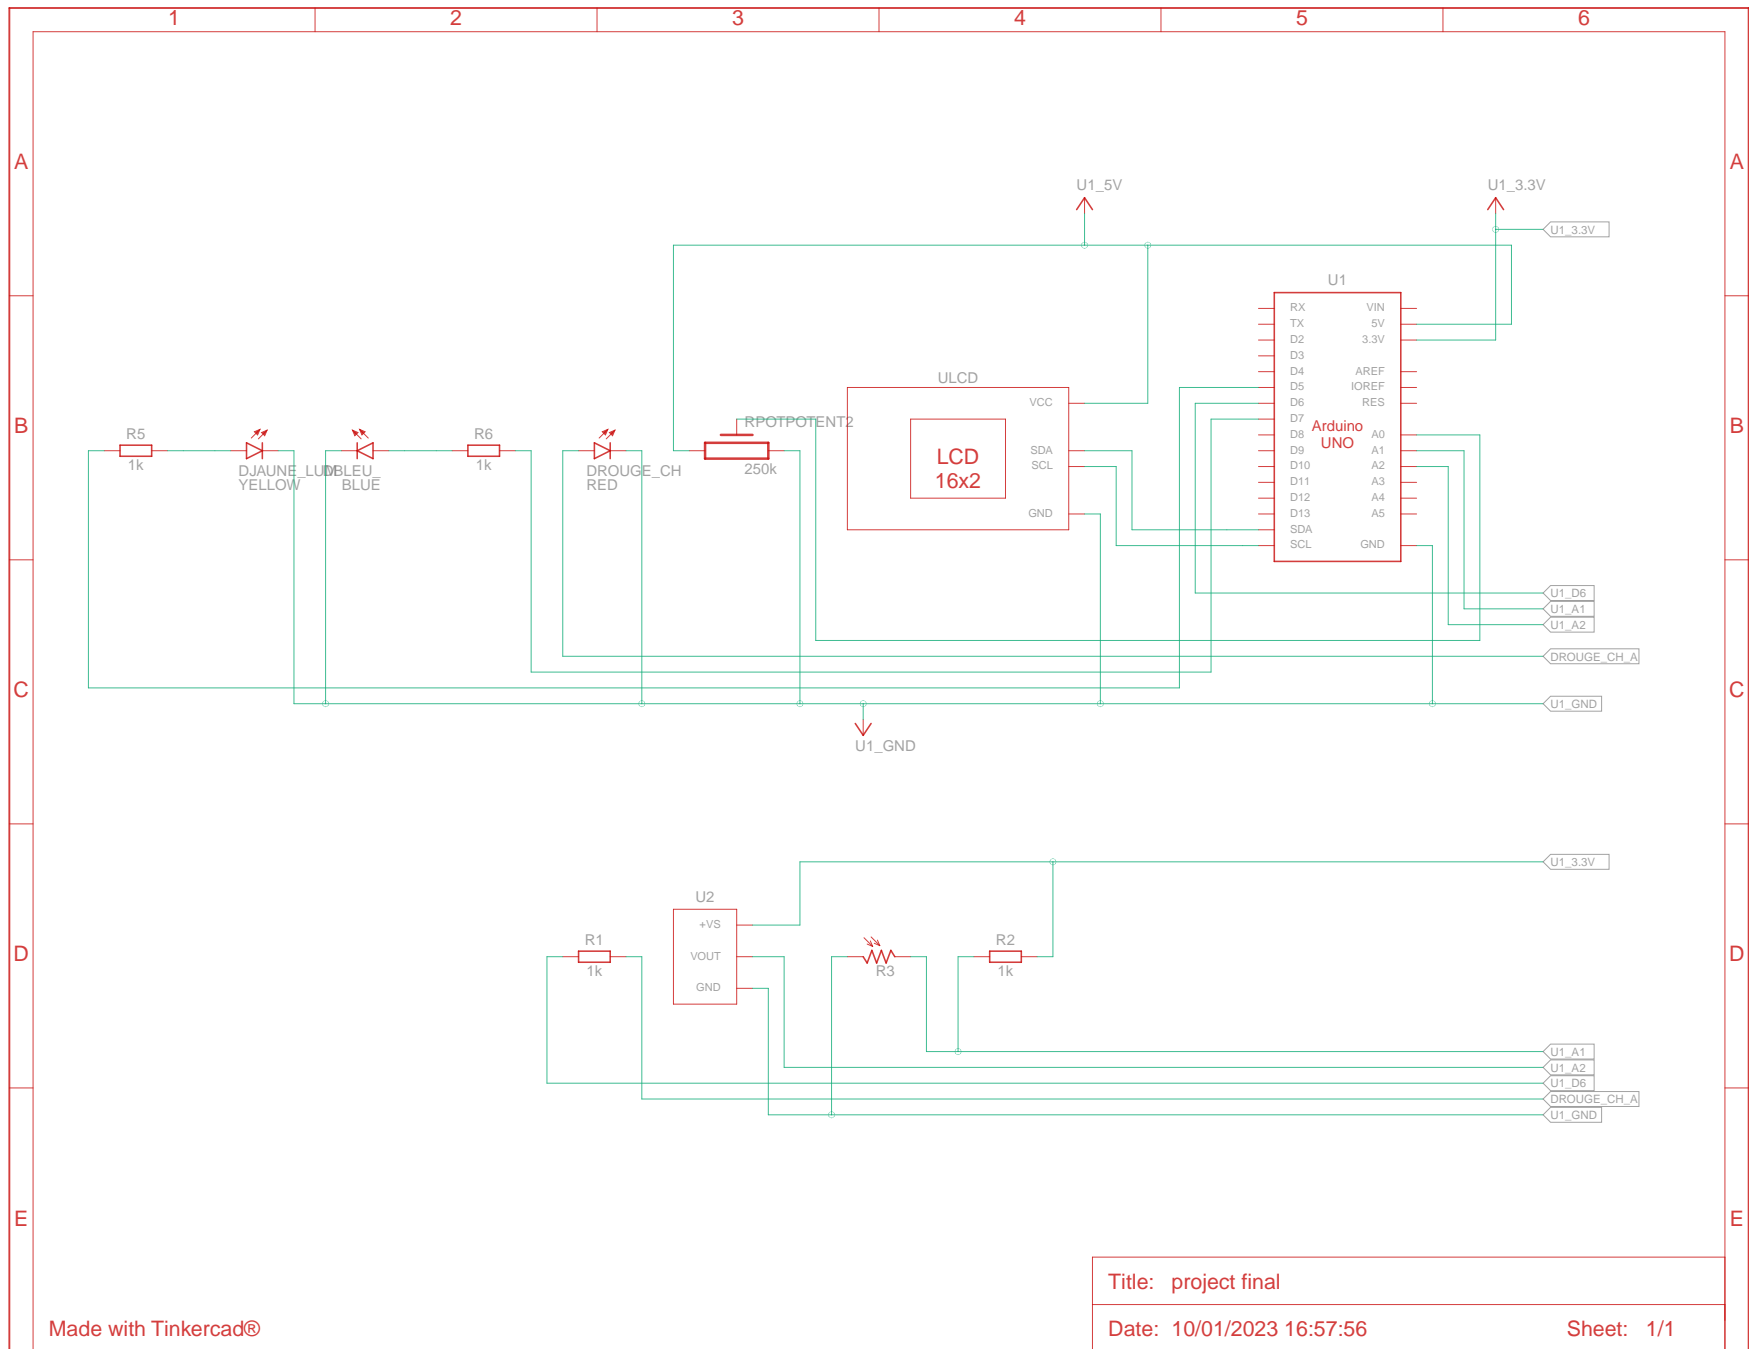 1 2 3 4 5 6
A A
U1_5V U1_3.3V
U1_3.3V
U1
RX VIN
TX 5V
D2 3.3V
D3
D4 AREF
D5 IOREF
D6 RES
D7
D8 A0
D9 A1
D10 A2
D11 A3
D12 A4
D13 A5
SDA
SCL GND
Arduino
UNO
ULCD
VCC
SDA
SCL
GND
LCD
16x2
B B
R5
1k
DJAUNE_LUM
YELLOW
DBLEU_
BLUE
R6
1k
DROUGE_CH
RED
RPOTPOTENT2
250k
U1_D6
U1_A1
U1_A2
DROUGE_CH_A
C C
U1_GND
U1_GND
U1_3.3V
U2
+VS
VOUT
GND
D D
R1
1k
R3
R2
1k
U1_A1
U1_A2
U1_D6
DROUGE_CH_A
U1_GND
E E
Title: project final
Made with Tinkercad®
Date: 10/01/2023 16:57:56 Sheet: 1/1